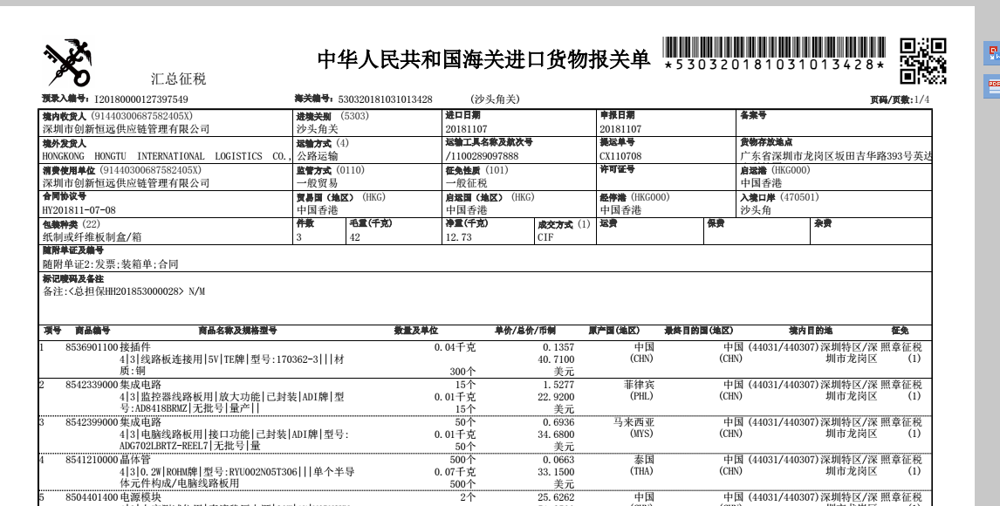 中华人民共和国海关进口货物报关单
*530320181031013428*
汇总征税
预录入编号: I20180000127397549 海关编号: 530320181031013428 (沙头角关) 页码/页数:1/4
境内收货人 (91440300687582405X) 进境关别 (5303) 进口日期 申报日期 备案号
深圳市创新恒远供应链管理有限公司 沙头角关 20181107 20181107
境外发货人 运输方式 (4) 运输工具名称及航次号 提运单号 货物存放地点
HONGKONG HONGTU INTERNATIONAL LOGISTICS CO., 公路运输 /1100289097888 CX110708 广东省深圳市龙岗区坂田吉华路393号英达
消费使用单位 (91440300687582405X) 监管方式 (0110) 征免性质 (101) 许可证号 启运港 (HKG000)
深圳市创新恒远供应链管理有限公司 一般贸易 一般征税 中国香港
合同协议号 贸易国（地区） (HKG) 启运国（地区） (HKG) 经停港 (HKG000) 入境口岸 (470501)
HY201811-07-08 中国香港 中国香港 中国香港 沙头角
包装种类 (22) 件数 毛重(千克) 净重(千克) 成交方式 (1) 运费 保费 杂费
纸制或纤维板制盒/箱 3 42 12.73 CIF
随附单证及编号
随附单证2:发票;装箱单;合同
标记唛码及备注
备注:<总担保HH201853000028> N/M
项号 商品编号 商品名称及规格型号 数量及单位 单价/总价/币制 原产国(地区) 最终目的国(地区) 境内目的地 征免
1 8536901100 接插件 0.04千克 0.1357 中国 中国 (44031/440307)深圳特区/深 照章征税
4|3|线路板连接用|5V|TE牌|型号:170362-3|||材 40.7100 (CHN) (CHN) 圳市龙岗区 (1)
质:铜 300个 美元
2 8542339000 集成电路 15个 1.5277 菲律宾 中国 (44031/440307)深圳特区/深 照章征税
4|3|监控器线路板用|放大功能|已封装|ADI牌|型 0.01千克 22.9200 (PHL) (CHN) 圳市龙岗区 (1)
号:AD8418BRMZ|无批号|量产|| 15个 美元
3 8542399000 集成电路 50个 0.6936 马来西亚 中国 (44031/440307)深圳特区/深 照章征税
4|3|电脑线路板用|接口功能|已封装|ADI牌|型号: 0.01千克 34.6800 (MYS) (CHN) 圳市龙岗区 (1)
ADG702LBRTZ-REEL7|无批号|量 50个 美元
4 8541210000 晶体管 500个 0.0663 泰国 中国 (44031/440307)深圳特区/深 照章征税
4|3|0.2W|ROHM牌|型号:RYU002N05T306|||单个半导 0.07千克 33.1500 (THA) (CHN) 圳市龙岗区 (1)
体元件构成/电脑线路板用 500个 美元
5 8504401400 电源模块 2个 25.6262 中国 中国 (44031/440307)深圳特区/深 照章征税